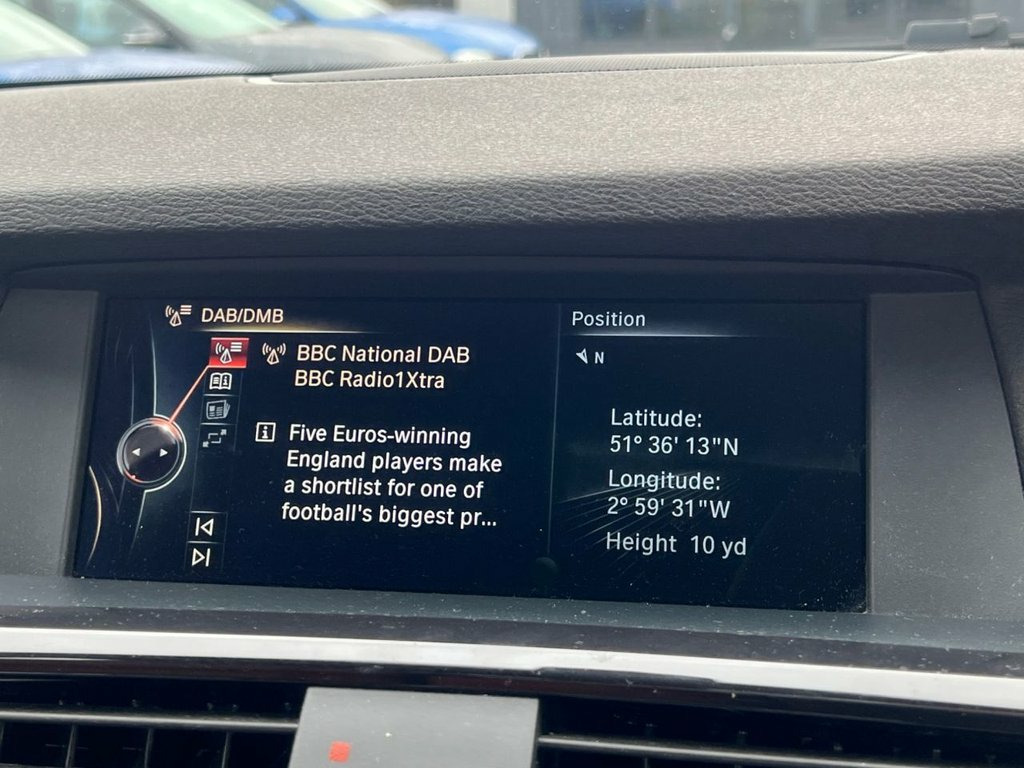 DAB/DMB
BBC National DAB
BBC Radio1Xtra
Five Euros-winning
England players make
a shortlist for one of
football's biggest pr...
Position
N
Latitude:
51° 36' 13"N
Longitude:
2° 59' 31"W
Height 10 yd